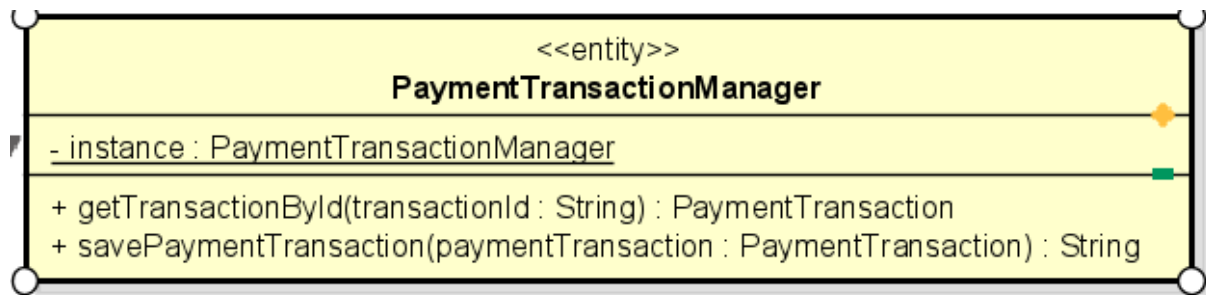 <<entity>>
PaymentTransactionManager
- instance : PaymentTransactionManager
+ getTransactionById(transactionId : String) : PaymentTransaction
+ savePaymentTransaction(paymentTransaction : PaymentTransaction) : String